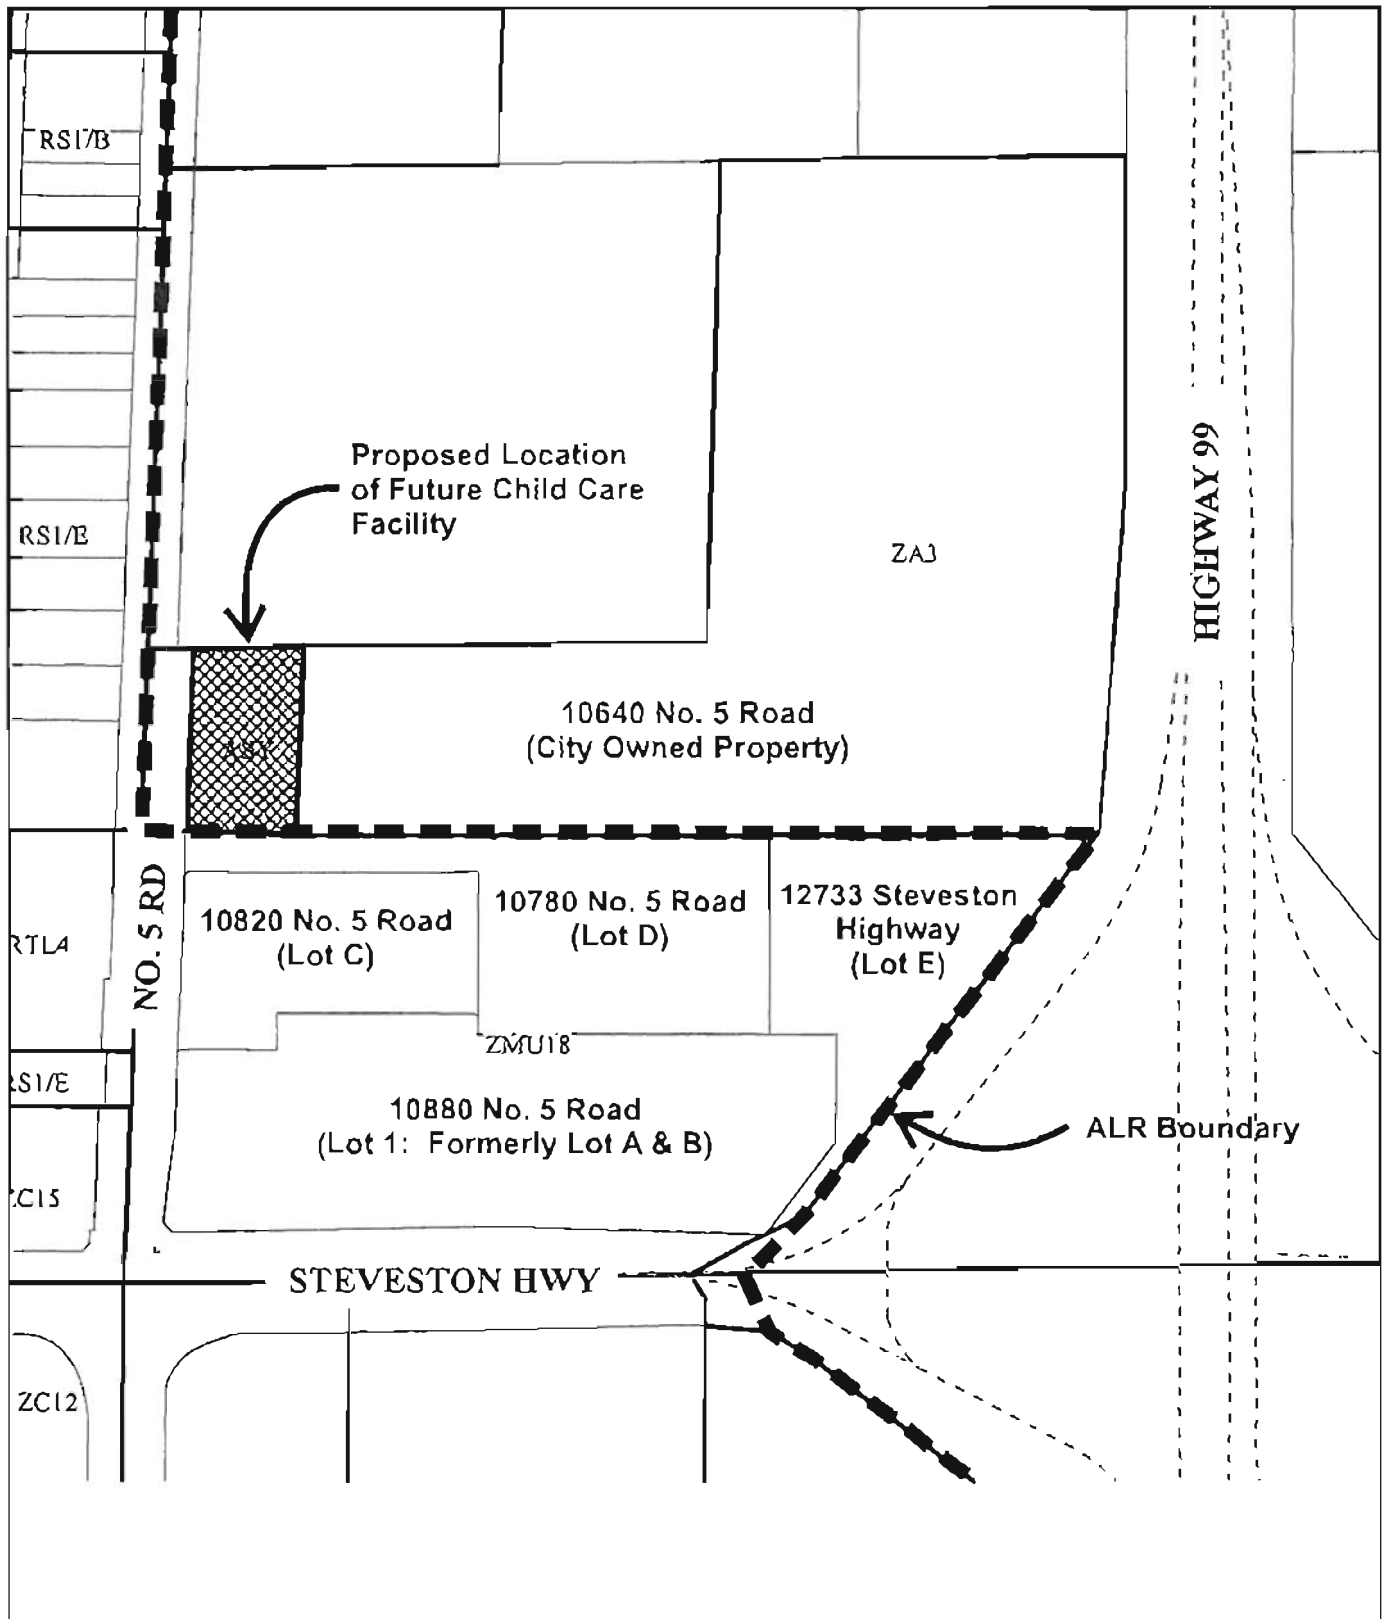 RS1/B
Proposed Location
of Future Child Care
Facility
HIGHWAY 99
RS1/E
ZA3
10640 No. 5 Road
(City Owned Property)
NO. 5 RD
10820 No. 5 Road
(Lot C)
10780 No. 5 Road
(Lot D)
12733 Steveston
Highway
(Lot E)
RTL4
ZMU18
RS1/E
10880 No. 5 Road
(Lot 1: Formerly Lot A & B)
ALR Boundary
ZC15
STEVESTON HWY
ZC12